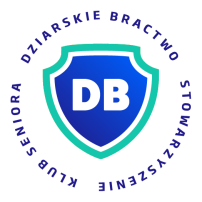 DZIARSKIE BRACTWO
STOWARZYSZENIE
KLUB SENIORA
DB